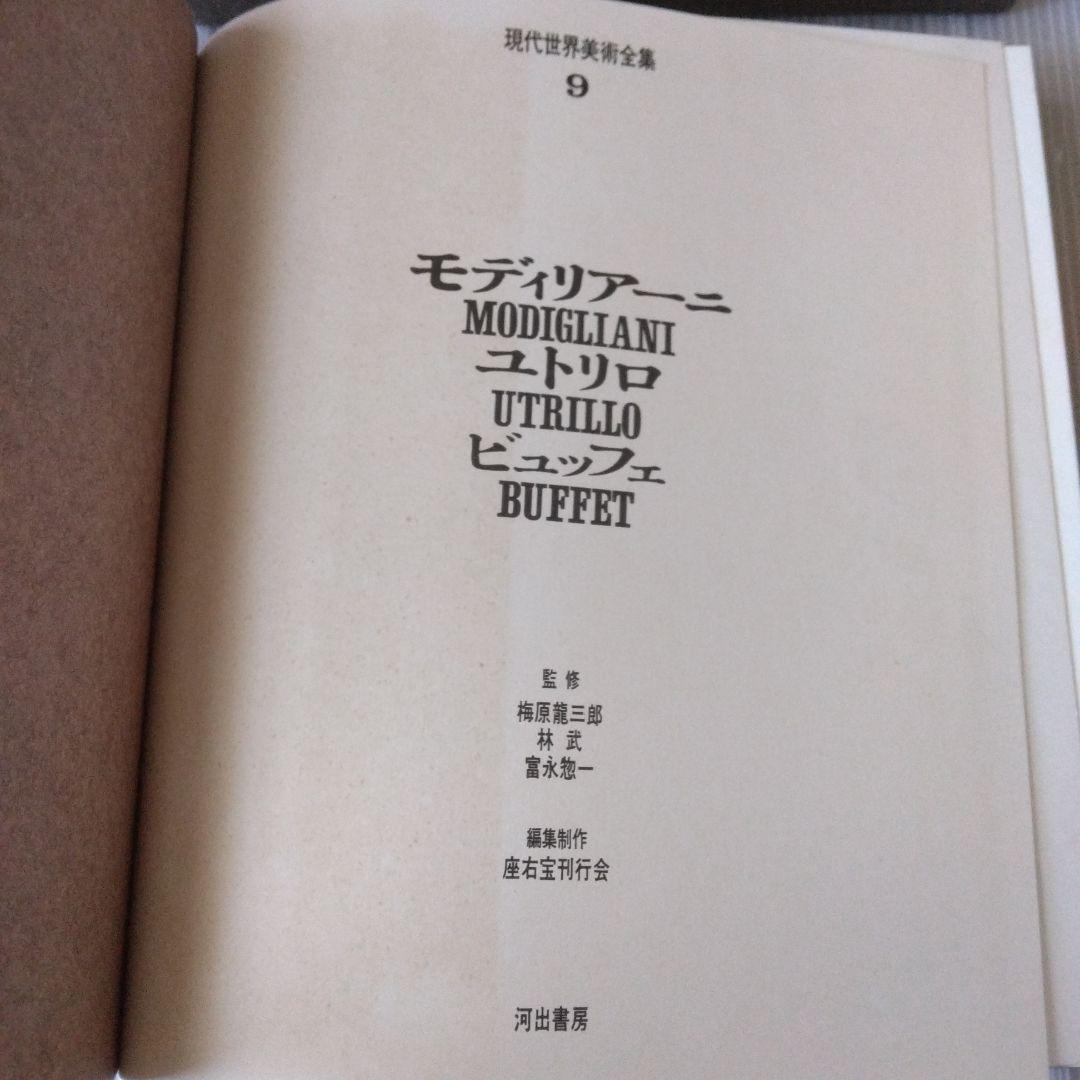 現代世界美術全集
9
モディリアーニ
MODIGLIANI
ユトリロ
UTRILLO
ビュッフェ
BUFFET
監修
梅原龍三郎
林 武
富永惣一
編集制作
座右宝刊行会
河出書房